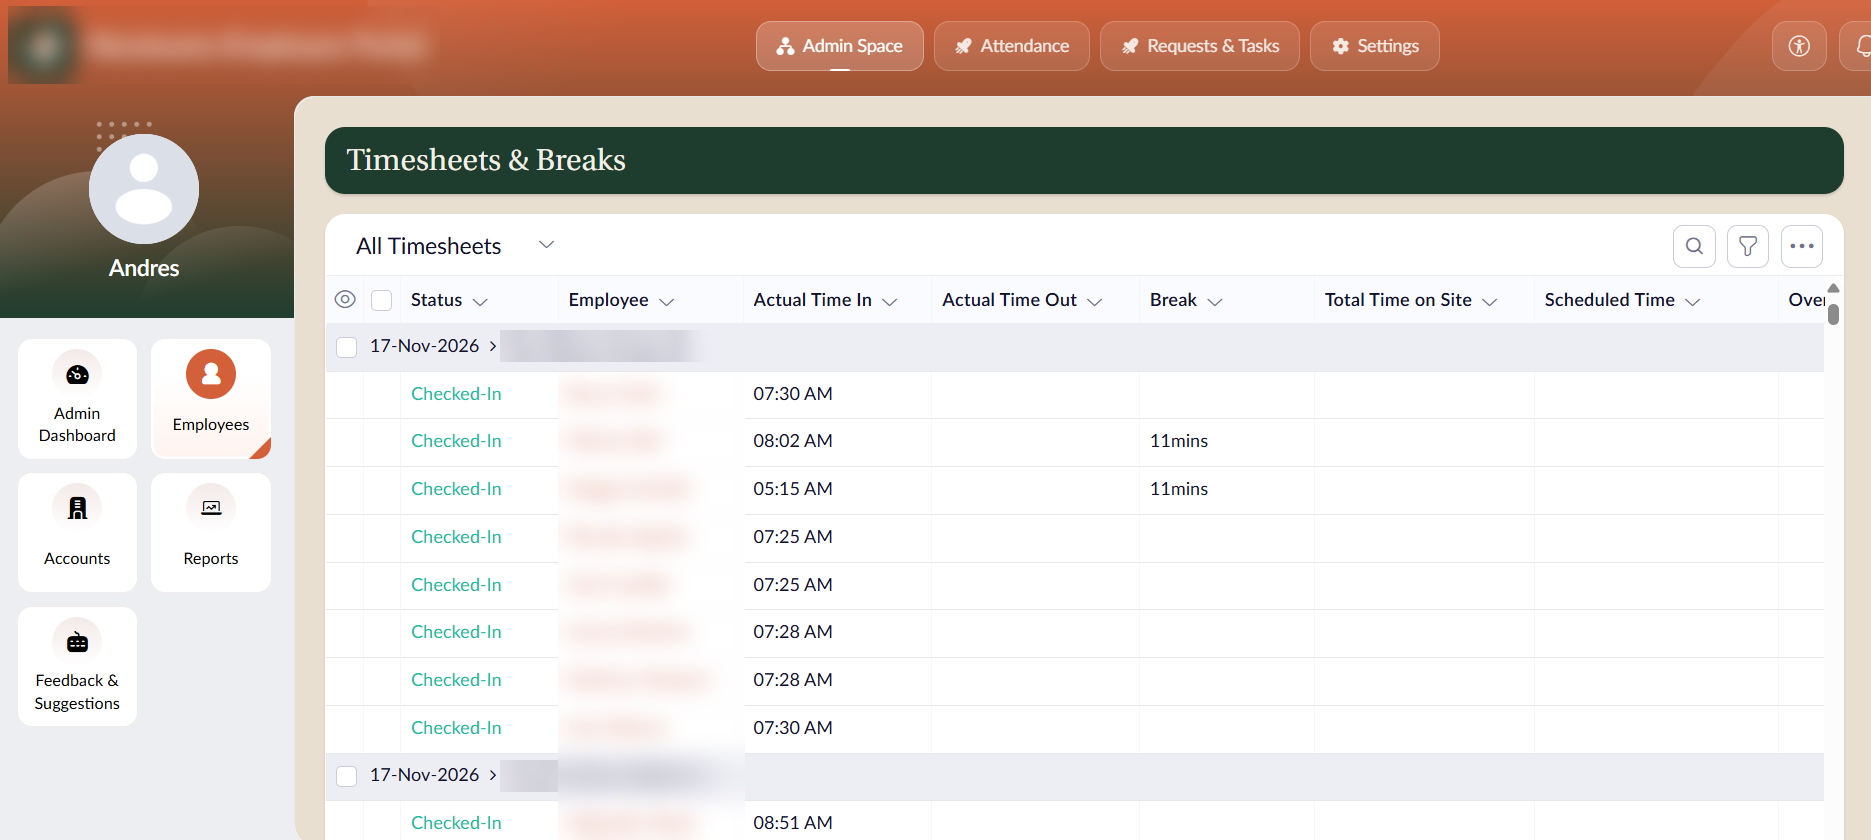 Admin Space Attendance Requests & Tasks Settings
Andres
Admin Dashboard
Employees
Accounts
Reports
Feedback & Suggestions
Timesheets & Breaks
All Timesheets
Status Employee Actual Time In Actual Time Out Break Total Time on Site Scheduled Time Over
17-Nov-2026 >
Checked-In 07:30 AM
Checked-In 08:02 AM 11mins
Checked-In 05:15 AM 11mins
Checked-In 07:25 AM
Checked-In 07:25 AM
Checked-In 07:28 AM
Checked-In 07:28 AM
Checked-In 07:30 AM
17-Nov-2026 >
Checked-In 08:51 AM